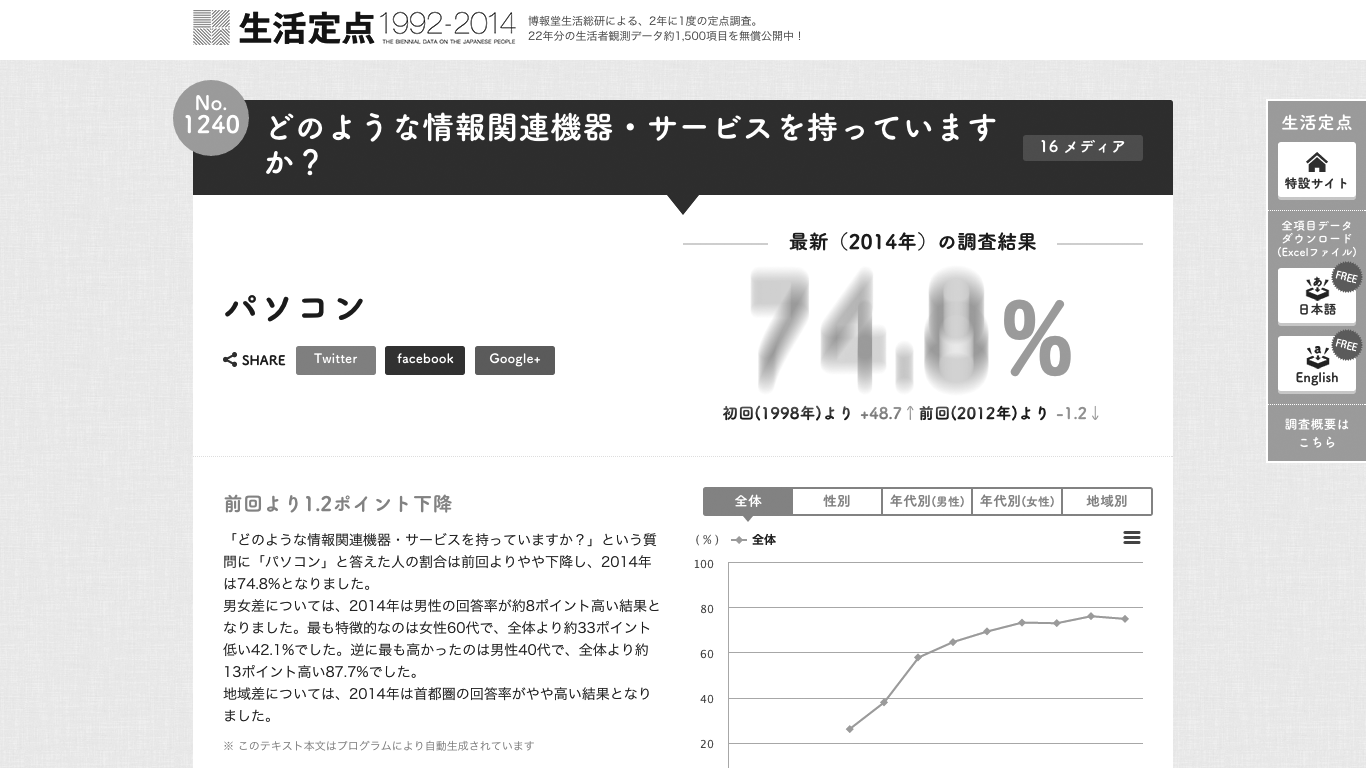 生活定点 1992-2014
THE BIENNIAL DATA ON THE JAPANESE PEOPLE
博報堂生活総研による、2年に1度の定点調査。
22年分の生活者観測データ約1,500項目を無償公開中！
No.
1240
どのような情報関連機器・サービスを持っています
か？
16 メディア
パソコン
SHARE Twitter facebook Google+
最新（2014年）の調査結果
74.8%
初回(1998年)より +48.7↑前回(2012年)より -1.2↓
前回より1.2ポイント下降
「どのような情報関連機器・サービスを持っていますか？」という質
問に「パソコン」と答えた人の割合は前回よりやや下降し、2014年
は74.8%となりました。
男女差については、2014年は男性の回答率が約8ポイント高い結果と
なりました。最も特徴的なのは女性60代で、全体より約33ポイント
低い42.1%でした。逆に最も高かったのは男性40代で、全体より約
13ポイント高い87.7%でした。
地域差については、2014年は首都圏の回答率がやや高い結果となり
ました。
※ このテキスト本文はプログラムにより自動生成されています
全体 性別 年代別(男性) 年代別(女性) 地域別
(％) 全体
100
80
60
40
20
生活定点
特設サイト
全項目データ
ダウンロード
(Excelファイル)
FREE
あ
日本語
FREE
a
English
調査概要は
こちら